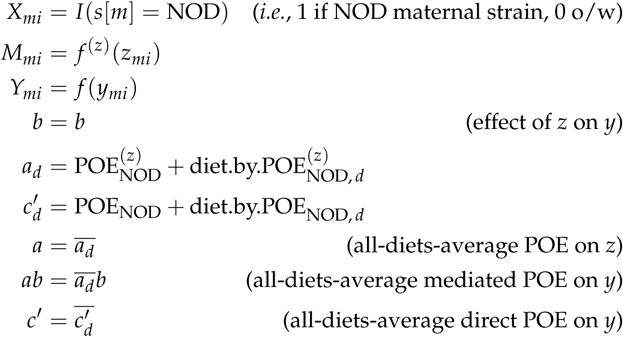 X_{mi} = I(s[m] = NOD) (i.e., 1 if NOD maternal strain, 0 o/w)
M_{mi} = f^{(z)}(z_{mi})
Y_{mi} = f(y_{mi})
b = b (effect of z on y)
a_d = POE_{NOD}^{(z)} + diet.by.POE_{NOD, d}^{(z)}
c'_d = POE_{NOD} + diet.by.POE_{NOD, d}
a = \overline{a_d} (all-diets-average POE on z)
ab = \overline{a_d}b (all-diets-average mediated POE on y)
c' = \overline{c'_d} (all-diets-average direct POE on y)